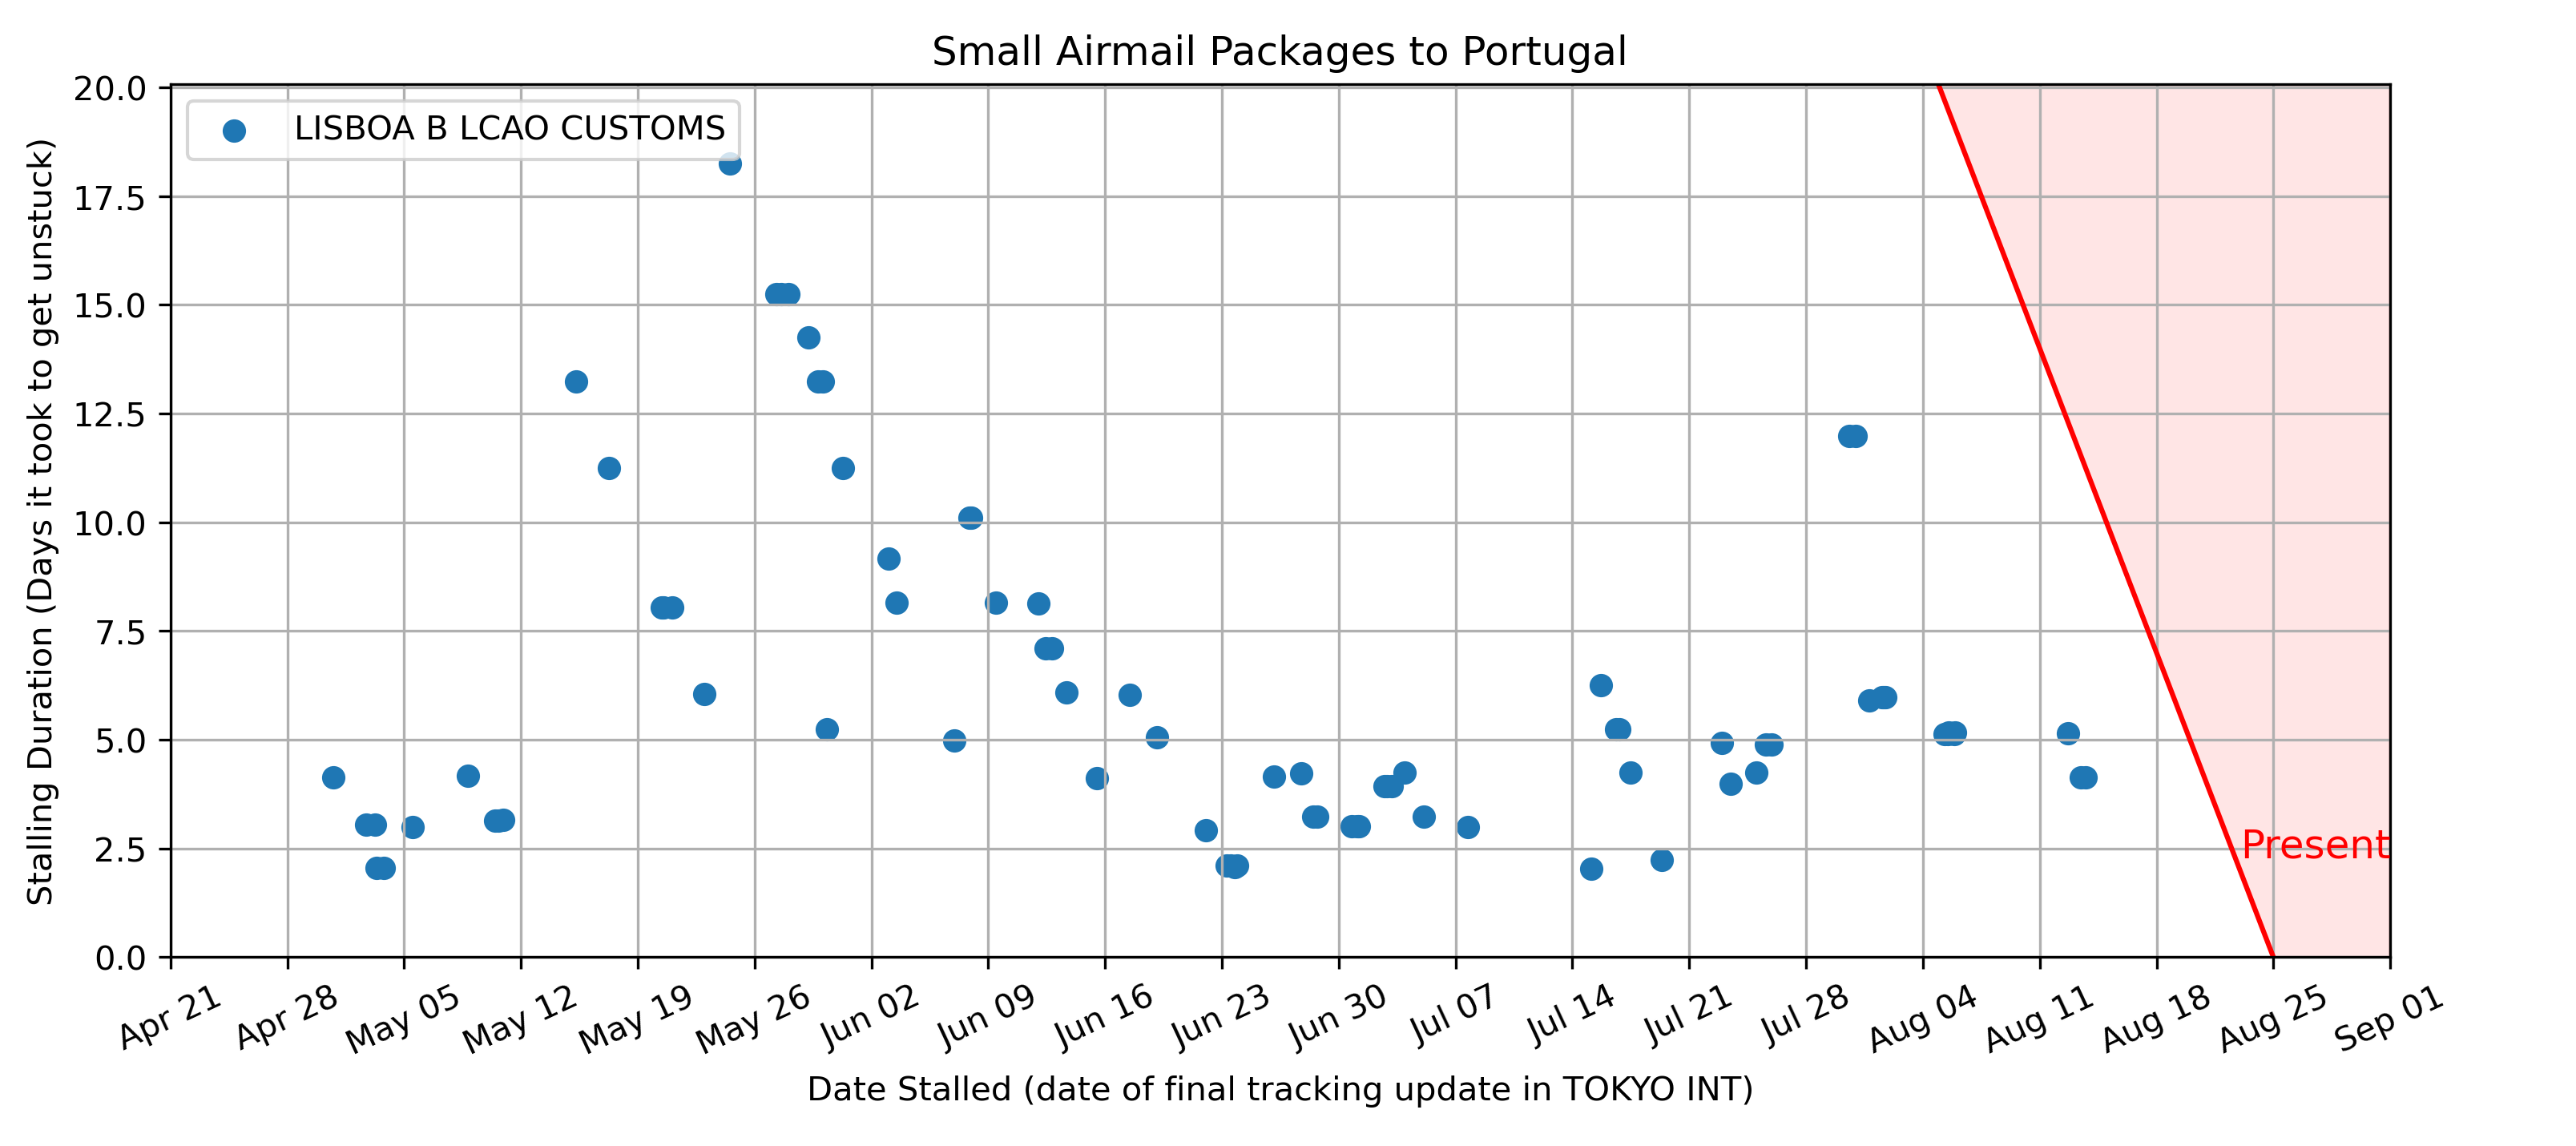 Small Airmail Packages to Portugal
20.0
17.5
15.0
12.5
10.0
7.5
5.0
2.5
0.0
Stalling Duration (Days it took to get unstuck)
LISBOA B LCAO CUSTOMS
Present
Apr 21
Apr 28
May 05
May 12
May 19
May 26
Jun 02
Jun 09
Jun 16
Jun 23
Jun 30
Jul 07
Jul 14
Jul 21
Jul 28
Aug 04
Aug 11
Aug 18
Aug 25
Sep 01
Date Stalled (date of final tracking update in TOKYO INT)